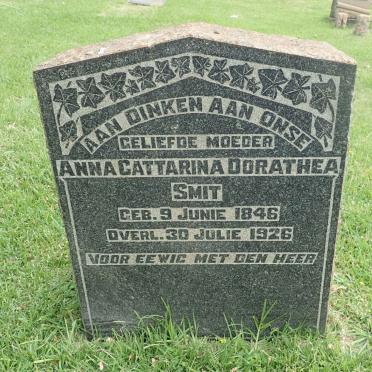 AAN DINKEN AAN ONSE
GELIEFDE MOEDER
ANNA CATTARINA DORATHEA
SMIT
GEB. 9 JUNIE 1846
OVERL. 30 JULIE 1926
VOOR EEWIG MET DEN HEER